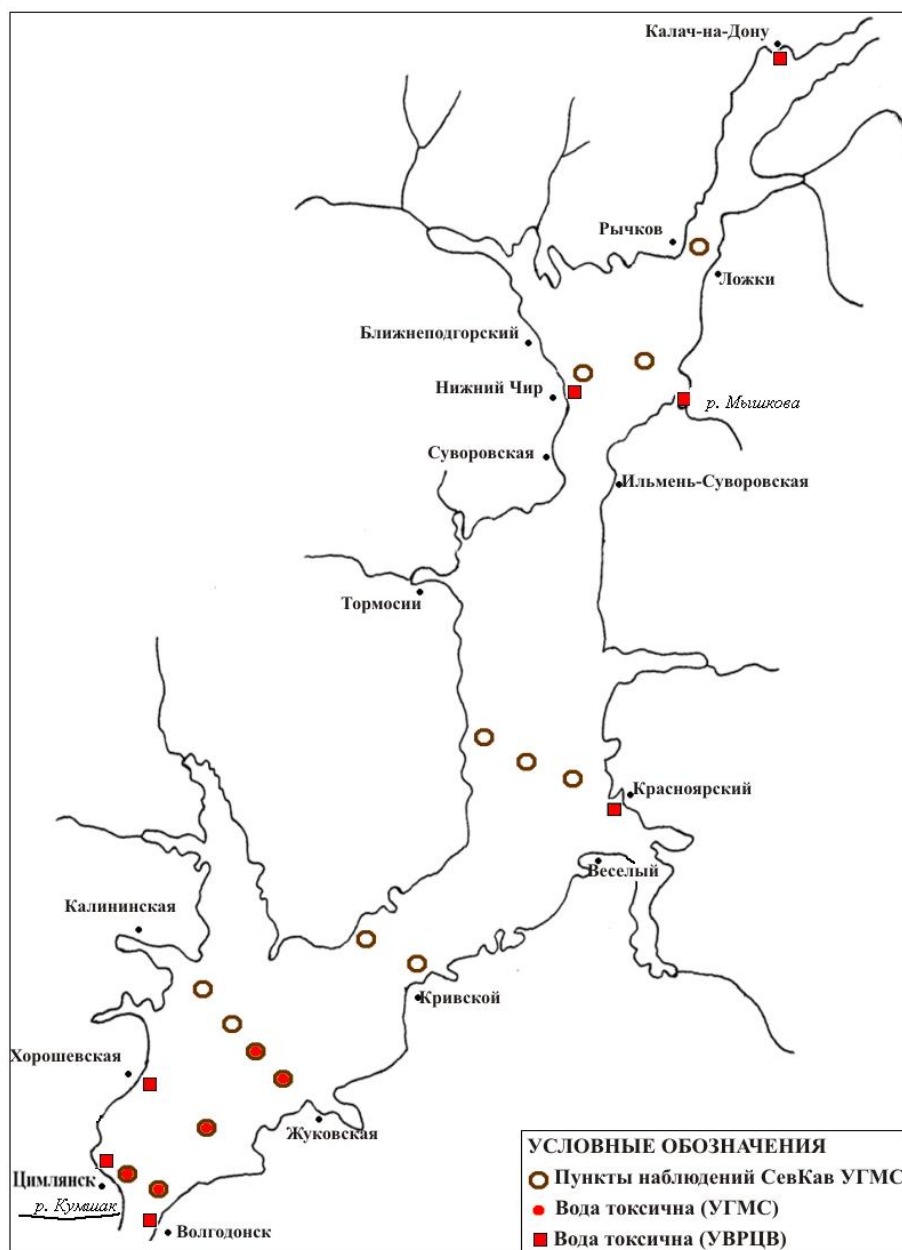 Калач-на-Дону
Рычков
Ложки
Ближнеподгорский
Нижний Чир
р. Мышкова
Суворовская
Ильмень-Суворовская
Тормосии
Красноярский
Веселый
Калининская
Кривской
Хорошевская
Жуковская
Цимлянск
р. Кумшак
Волгодонск
УСЛОВНЫЕ ОБОЗНАЧЕНИЯ
Пункты наблюдений СевКав УГМС
Вода токсична (УГМС)
Вода токсична (УВРЦВ)